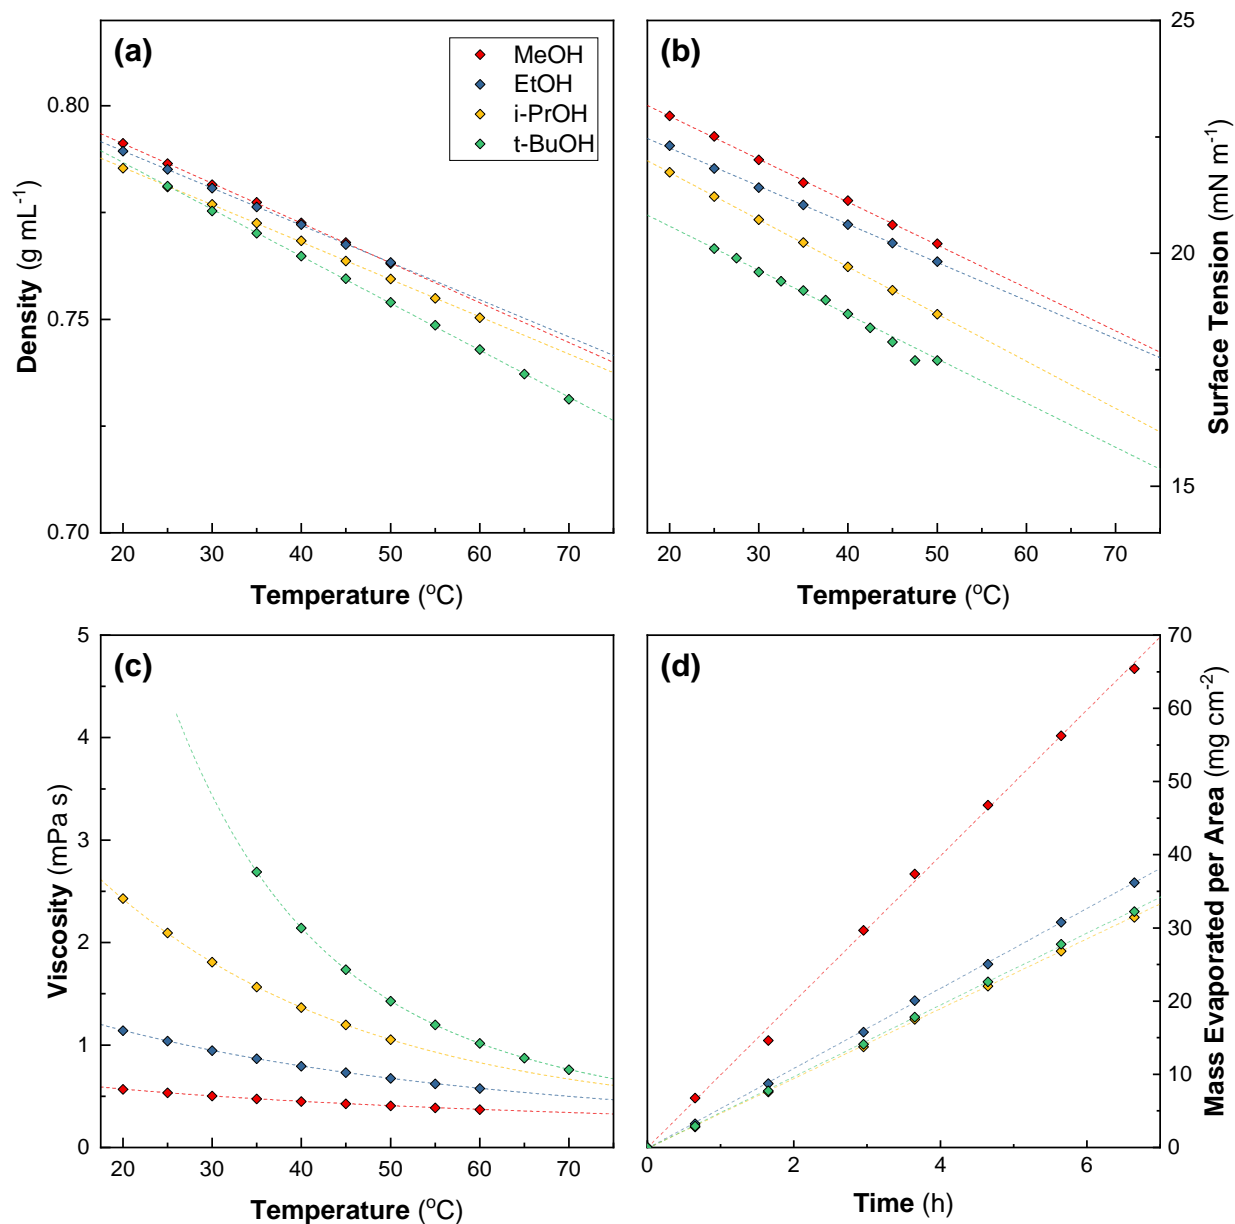 (a)
MeOH
EtOH
i-PrOH
t-BuOH
0.80
0.75
0.70
Density (g mL-1)
20 30 40 50 60 70
Temperature (oC)
(b)
25
20
15
Surface Tension (mN m-1)
20 30 40 50 60 70
Temperature (oC)
(c)
5
4
3
2
1
0
Viscosity (mPa s)
20 30 40 50 60 70
Temperature (oC)
(d)
70
60
50
40
30
20
10
0
Mass Evaporated per Area (mg cm-2)
0 2 4 6
Time (h)